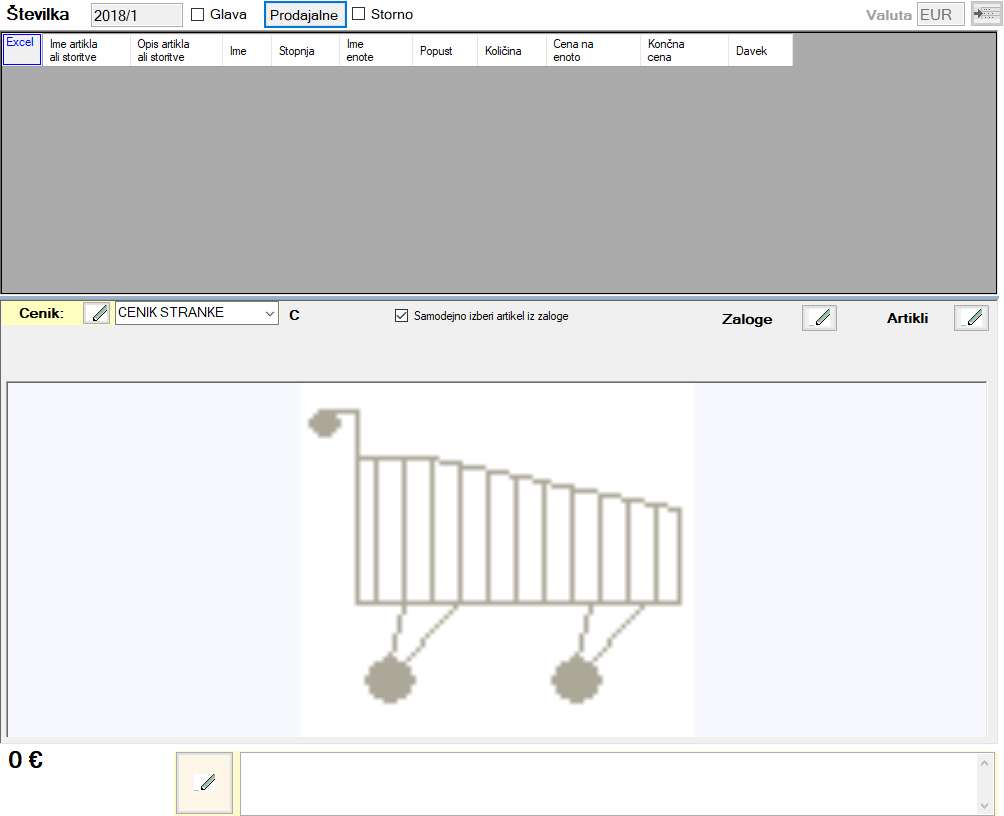 Številka 2018/1 Glava Prodajalne Storno Valuta EUR
Excel
Ime artikla
ali storitve
Opis artikla
ali storitve
Ime
Stopnja
Ime
enote
Popust
Količina
Cena na
enoto
Končna
cena
Davek
Cenik: CENIK STRANKE C Samodejno izberi artikel iz zaloge Zaloge Artikli
0 €